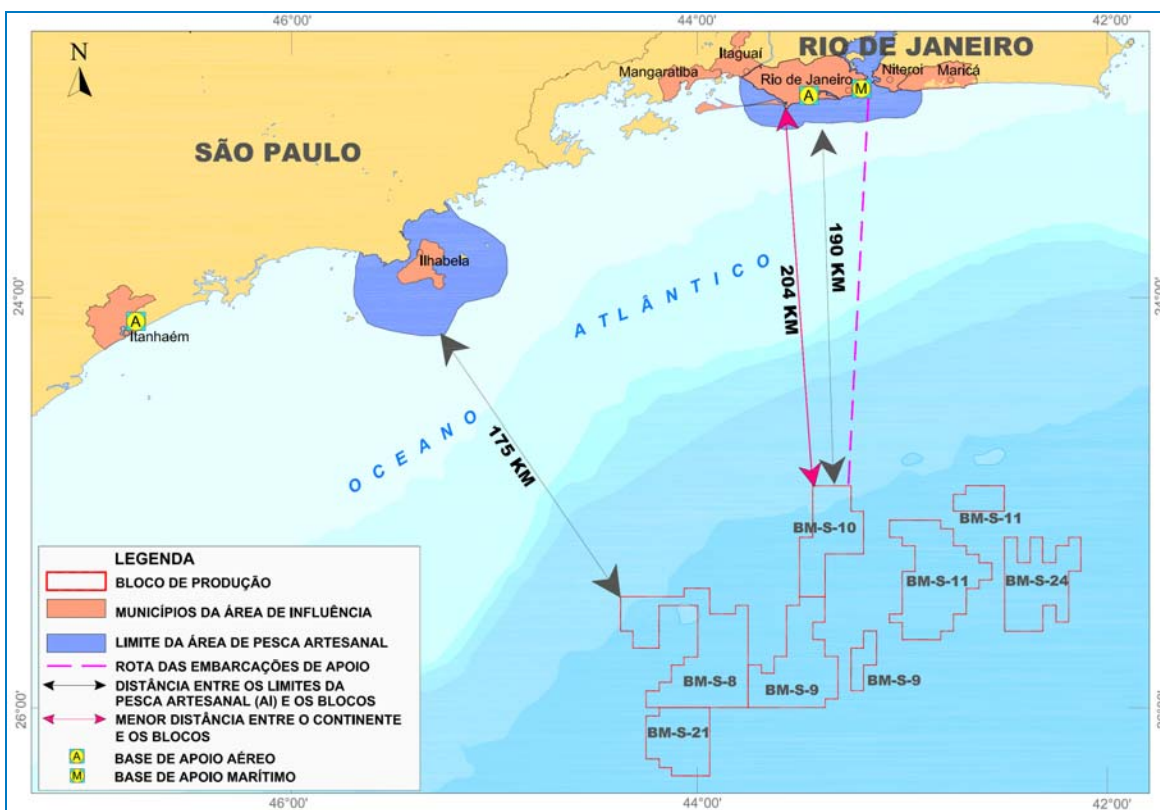 46°00'
44°00'
42°00'
N
RIO DE JANEIRO
Itaguaí
Mangaratiba
Rio de Janeiro
Niteroi
Maricá
A
M
SÃO PAULO
Ilhabela
24°00'
24°00'
A
Itanhaém
ATLÂNTICO
OCEANO
190 KM
204 KM
175 KM
BM-S-10
BM-S-11
BM-S-11
BM-S-24
BM-S-8
BM-S-9
BM-S-9
BM-S-21
26°00'
26°00'
LEGENDA
BLOCO DE PRODUÇÃO
MUNICÍPIOS DA ÁREA DE INFLUÊNCIA
LIMITE DA ÁREA DE PESCA ARTESANAL
ROTA DAS EMBARCAÇÕES DE APOIO
DISTÂNCIA ENTRE OS LIMITES DA
PESCA ARTESANAL (AI) E OS BLOCOS
MENOR DISTÂNCIA ENTRE O CONTINENTE
E OS BLOCOS
A BASE DE APOIO AÉREO
M BASE DE APOIO MARÍTIMO
46°00'
44°00'
42°00'